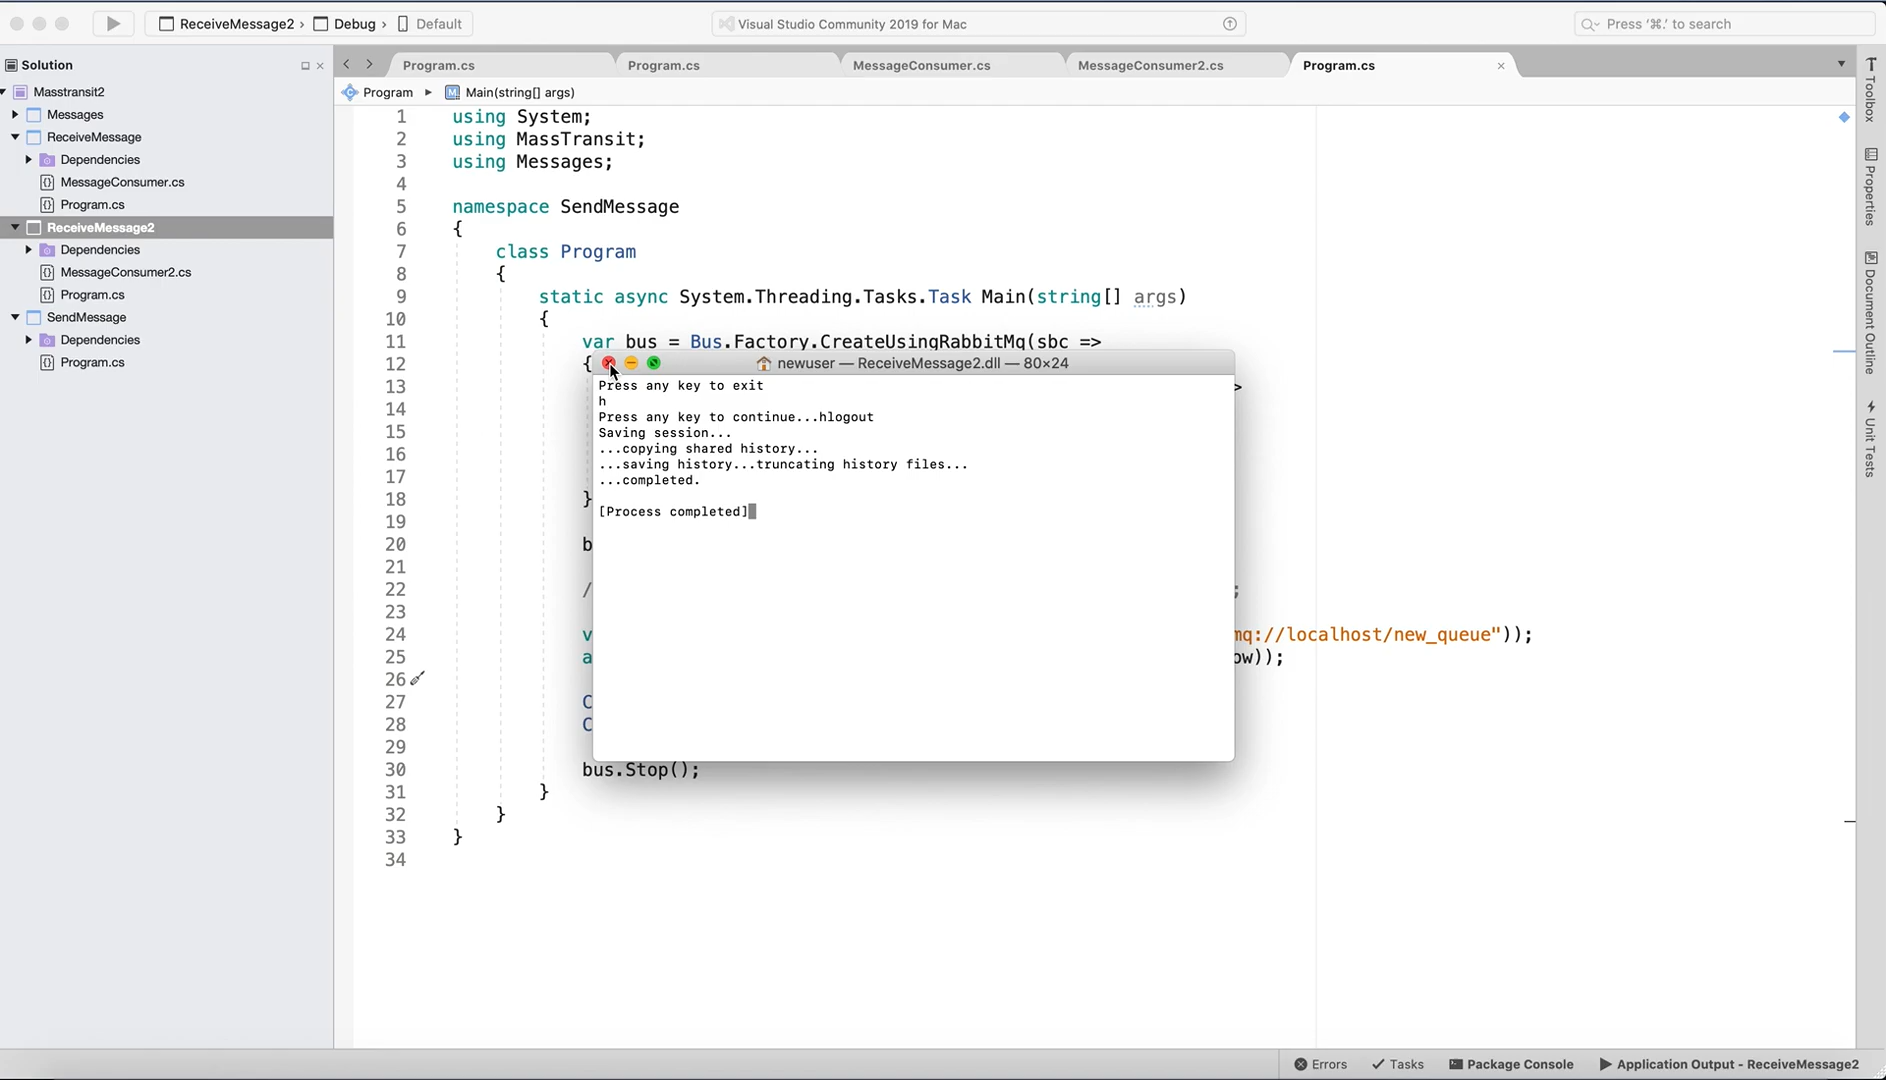 ReceiveMessage2 › Debug › Default
Visual Studio Community 2019 for Mac
Press ‘⌘.’ to search
Solution
Masstransit2
Messages
ReceiveMessage
Dependencies
MessageConsumer.cs
Program.cs
ReceiveMessage2
Dependencies
MessageConsumer2.cs
Program.cs
SendMessage
Dependencies
Program.cs
Program.cs
Program.cs
MessageConsumer.cs
MessageConsumer2.cs
Program.cs
Program ▸ Main(string[] args)
1 using System;
2 using MassTransit;
3 using Messages;
4
5 namespace SendMessage
6 {
7 class Program
8 {
9 static async System.Threading.Tasks.Task Main(string[] args)
10 {
11 var bus = Bus.Factory.CreateUsingRabbitMq(sbc =>
12 {
13 >
14
15
16
17
18 }
19
20 b
21
22 / ;
23
24 v mq://localhost/new_queue"));
25 a ow));
26
27 C
28 C
29
30 bus.Stop();
31 }
32 }
33 }
34
newuser — ReceiveMessage2.dll — 80×24
Press any key to exit
h
Press any key to continue...hlogout
Saving session...
...copying shared history...
...saving history...truncating history files...
...completed.
[Process completed]
Toolbox
Properties
Document Outline
Unit Tests
Errors
Tasks
Package Console
Application Output - ReceiveMessage2